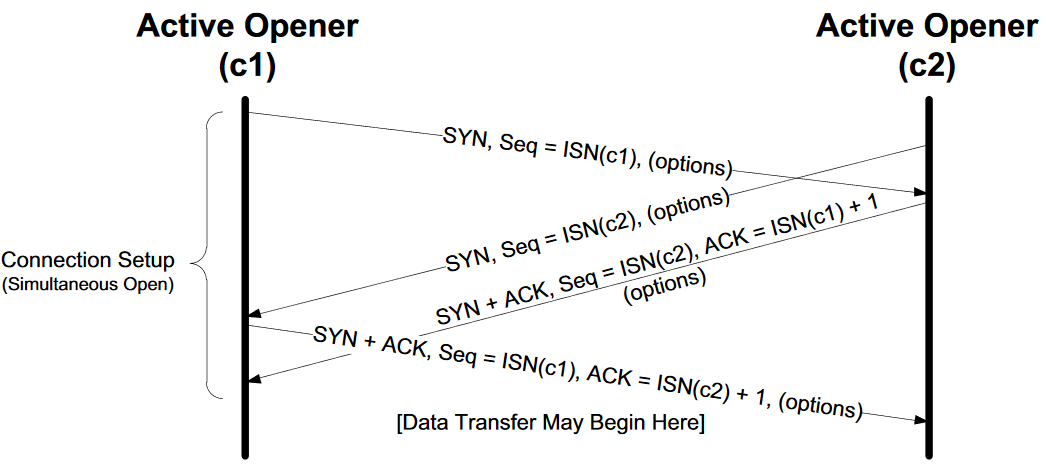 Active Opener
(c1)
Active Opener
(c2)
SYN, Seq = ISN(c1), (options)
SYN, Seq = ISN(c2), (options)
SYN + ACK, Seq = ISN(c2), ACK = ISN(c1) + 1
(options)
Connection Setup
(Simultaneous Open)
SYN + ACK, Seq = ISN(c1), ACK = ISN(c2) + 1, (options)
[Data Transfer May Begin Here]